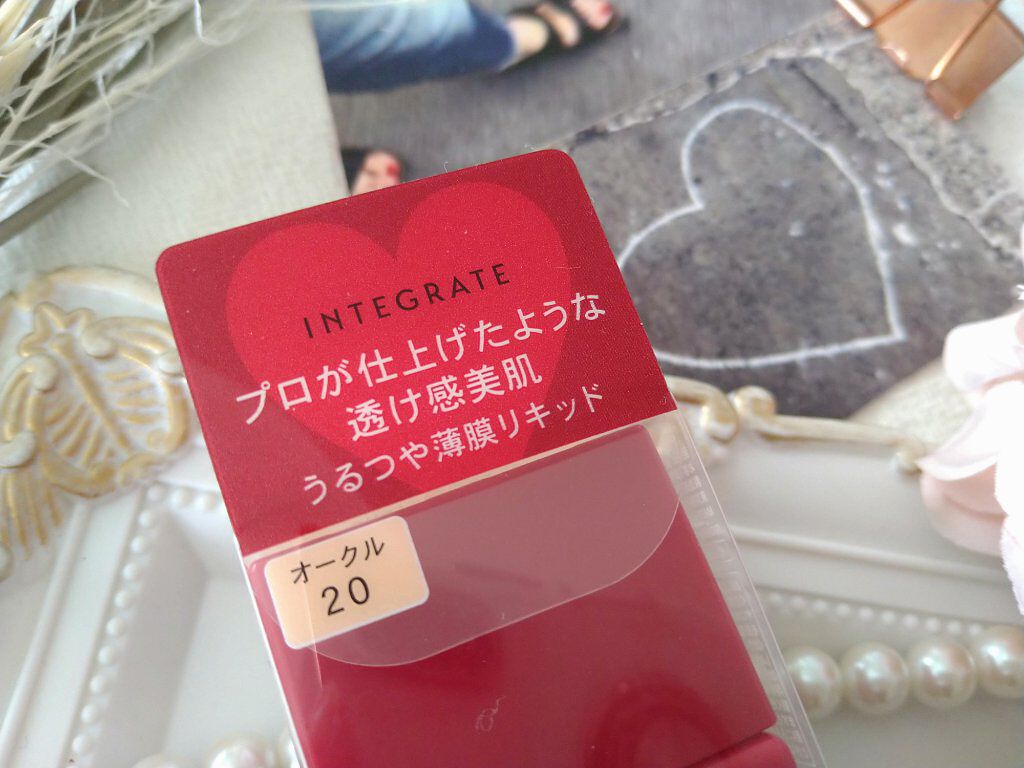 INTEGRATE
プロが仕上げたような
透け感美肌
うるつや薄膜リキッド
オークル
20